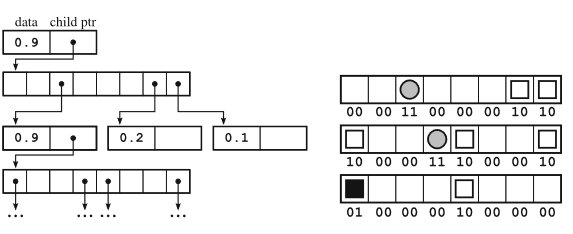 data child ptr
0.9
00 00 11 00 00 00 10 10
0.9 0.2 0.1
10 00 00 11 10 00 00 10
01 00 00 00 10 00 00 00
... ... ... ...